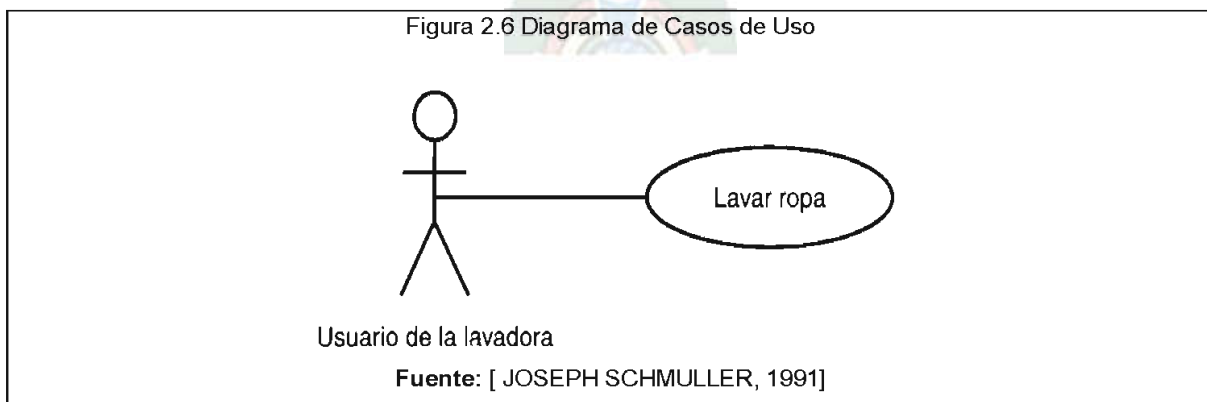 Figura 2.6 Diagrama de Casos de Uso
Lavar ropa
Usuario de la lavadora
Fuente: [ JOSEPH SCHMULLER, 1991]